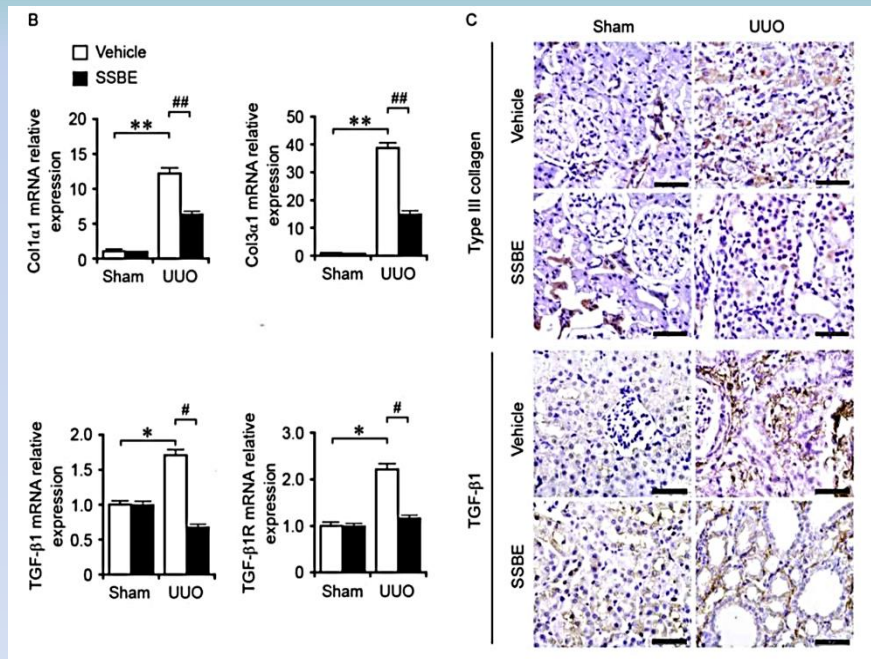 B
Vehicle
SSBE
Col1α1 mRNA relative
expression
20
15
10
5
0
**
##
Sham
UUO
Col3α1 mRNA relative
expression
50
40
30
20
10
0
**
##
Sham
UUO
TGF-β1 mRNA relative
expression
2.0
1.5
1.0
0.5
0
*
#
Sham
UUO
TGF-β1R mRNA relative
expression
3.0
2.0
1.0
0
*
#
Sham
UUO
C
Sham
UUO
Type III collagen
Vehicle
SSBE
TGF-β1
Vehicle
SSBE